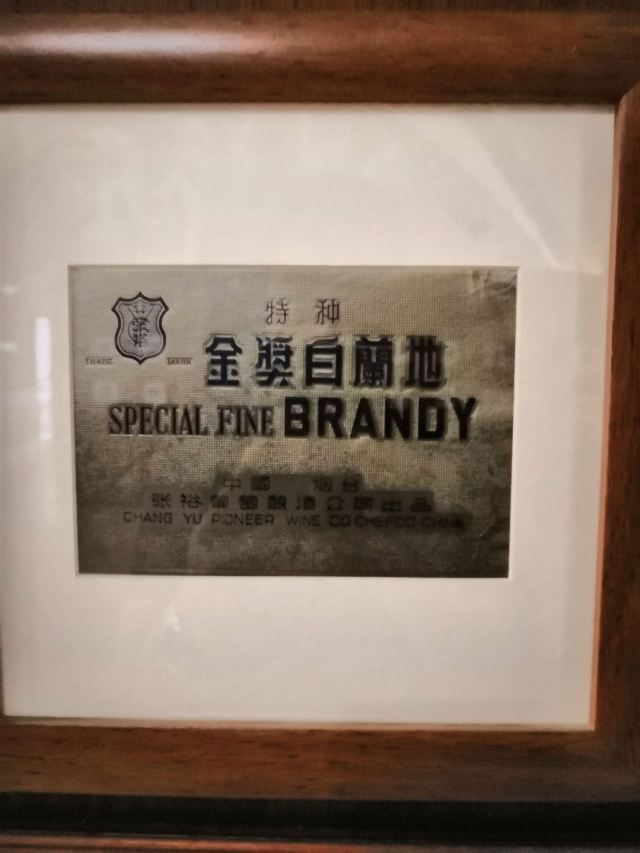 特种
TRADE MARK
金獎白蘭地
SPECIAL FINE BRANDY
中國 烟台
张裕葡萄釀酒公司出品
CHANG YU PIONEER WINE CO CHEFOO CHINA